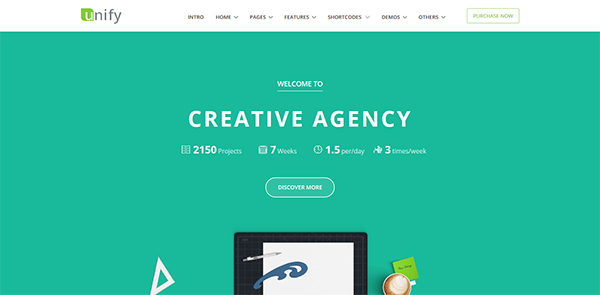 unify
INTRO HOME PAGES FEATURES SHORTCODES DEMOS OTHERS PURCHASE NOW
WELCOME TO
CREATIVE AGENCY
2150 Projects 7 Weeks 1.5 per/day 3 times/week
DISCOVER MORE